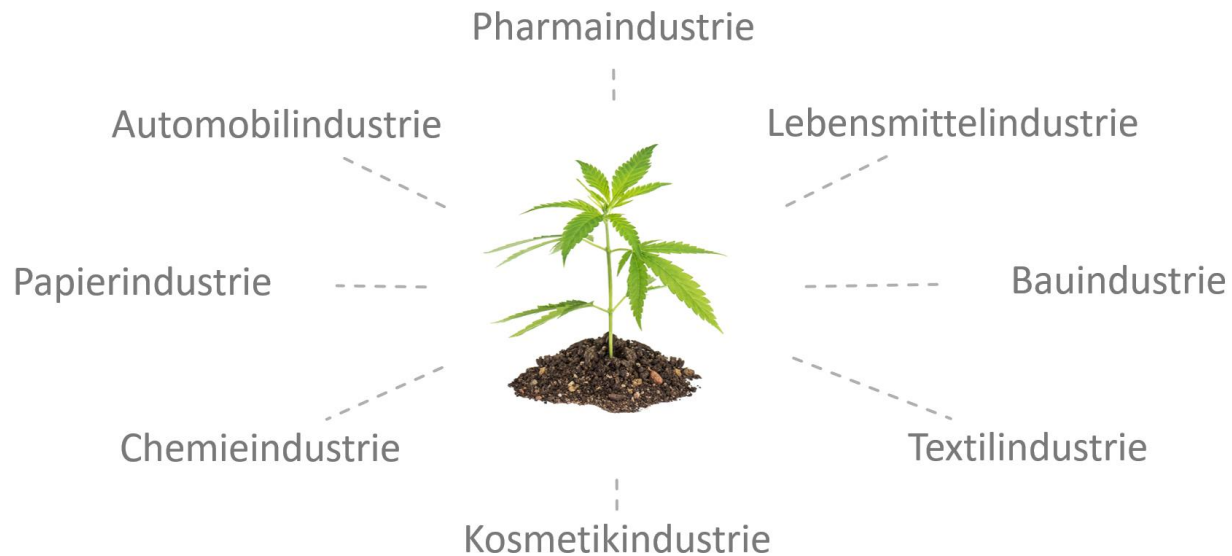 Pharmaindustrie
Automobilindustrie
Lebensmittelindustrie
Papierindustrie
Bauindustrie
Chemieindustrie
Textilindustrie
Kosmetikindustrie